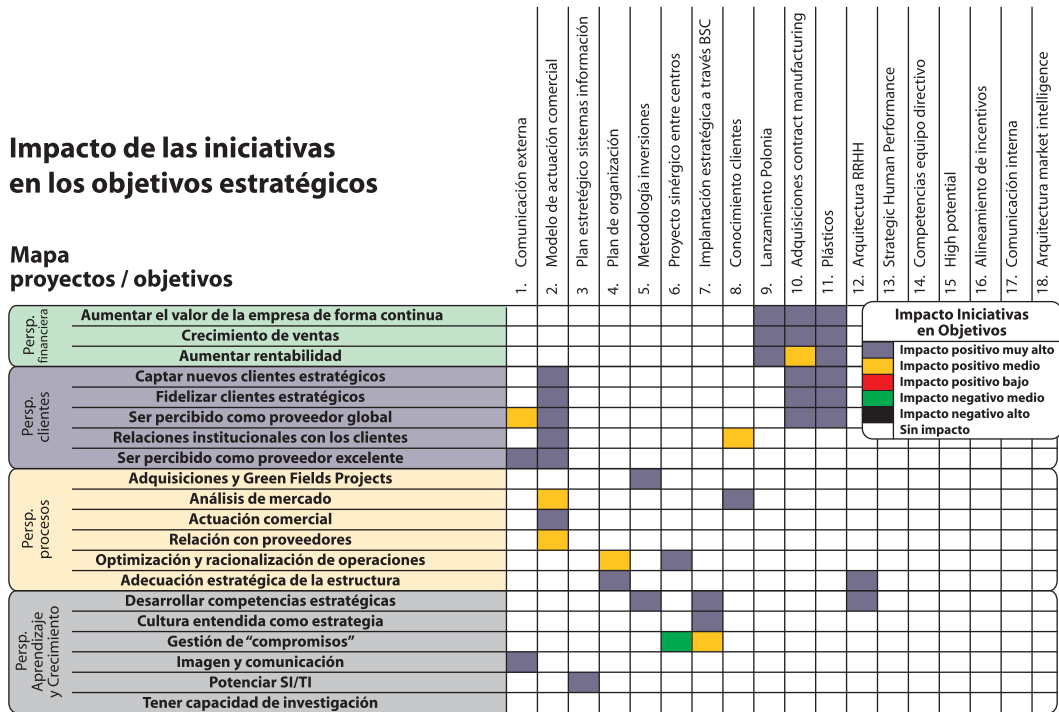 Impacto de las iniciativas
en los objetivos estratégicos
Mapa
proyectos / objetivos
1. Comunicación externa
2. Modelo de actuación comercial
3 Plan estretégico sistemas información
4. Plan de organización
5. Metodología inversiones
6. Proyecto sinérgico entre centros
7. Implantación estratégica a través BSC
8. Conocimiento clientes
9. Lanzamiento Polonia
10. Adquisiciones contract manufacturing
11. Plásticos
12. Arquitectura RRHH
13. Strategic Human Performance
14. Competencias equipo directivo
15 High potential
16. Alineamiento de incentivos
17. Comunicación interna
18. Arquitectura market intelligence
Persp.
financiera
Aumentar el valor de la empresa de forma continua
Crecimiento de ventas
Aumentar rentabilidad
Persp.
clientes
Captar nuevos clientes estratégicos
Fidelizar clientes estratégicos
Ser percibido como proveedor global
Relaciones institucionales con los clientes
Ser percibido como proveedor excelente
Persp.
procesos
Adquisiciones y Green Fields Projects
Análisis de mercado
Actuación comercial
Relación con proveedores
Optimización y racionalización de operaciones
Adecuación estratégica de la estructura
Persp.
Aprendizaje
y Crecimiento
Desarrollar competencias estratégicas
Cultura entendida como estrategia
Gestión de “compromisos”
Imagen y comunicación
Potenciar SI/TI
Tener capacidad de investigación
Impacto Iniciativas
en Objetivos
Impacto positivo muy alto
Impacto positivo medio
Impacto positivo bajo
Impacto negativo medio
Impacto negativo alto
Sin impacto